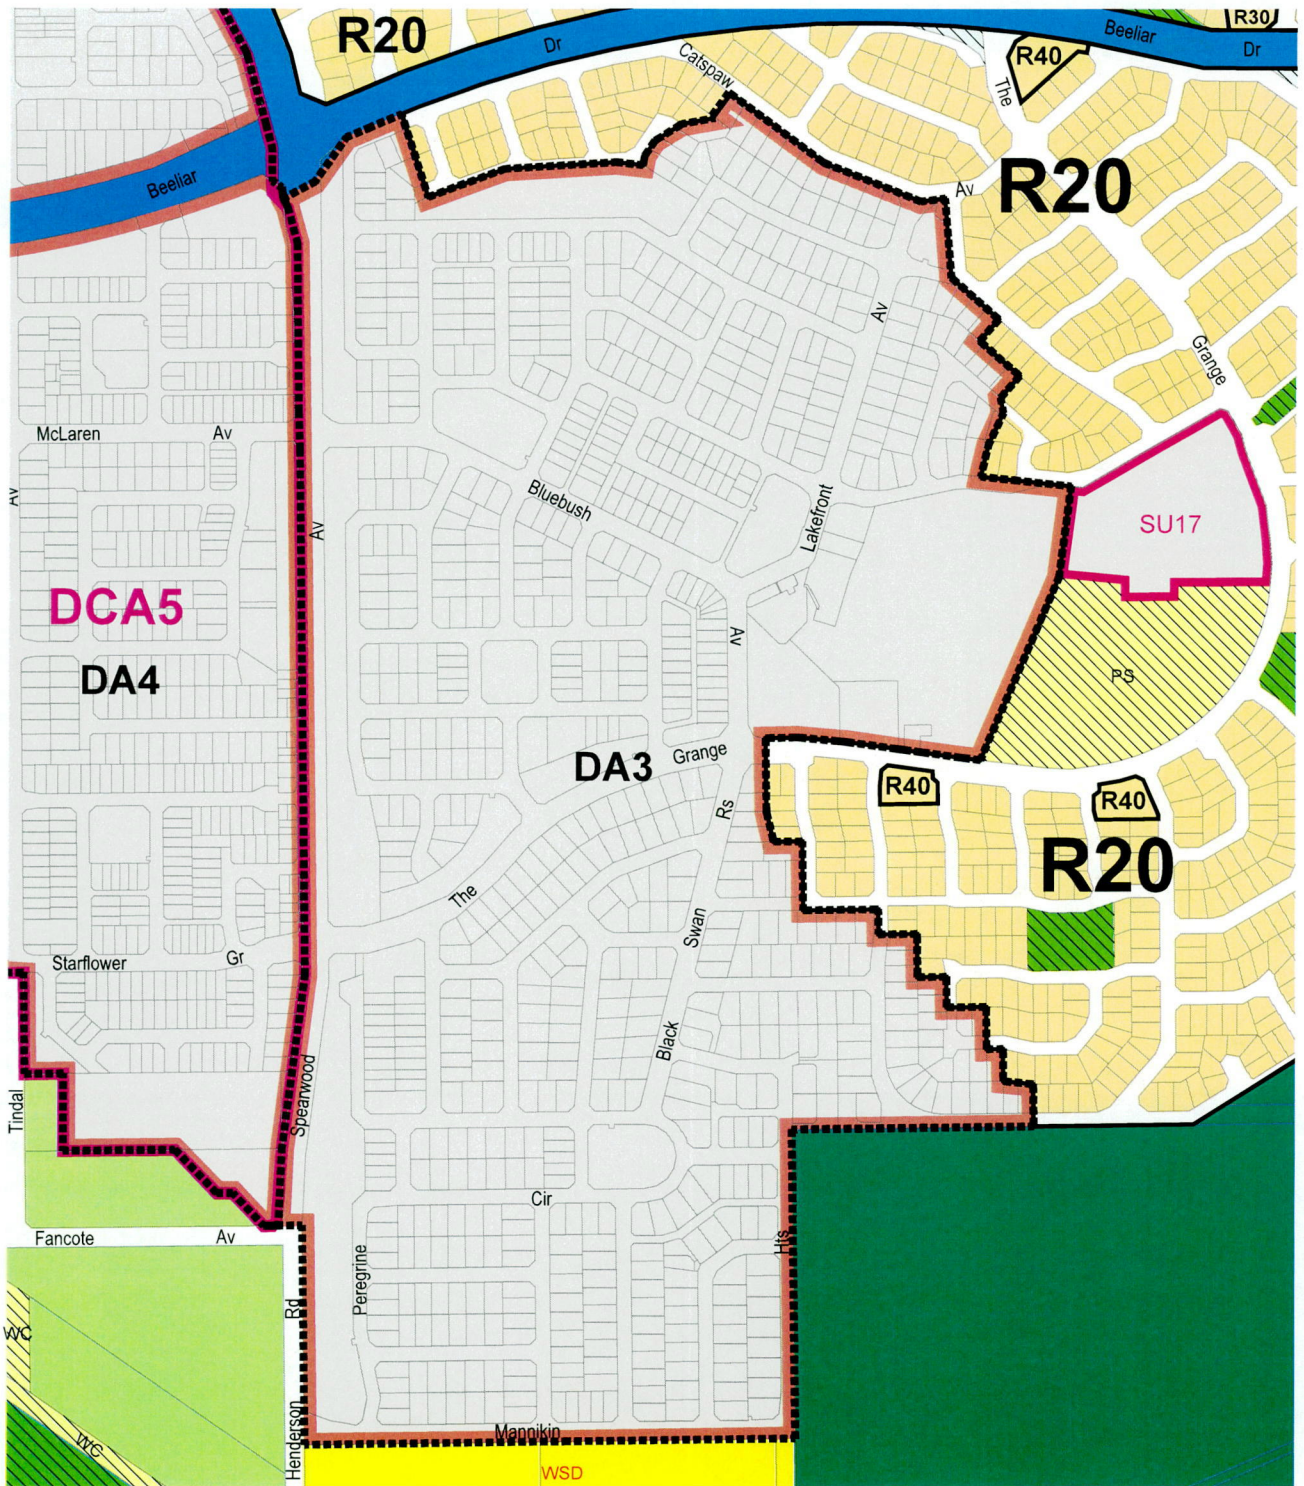 R30
R20
Dr
Beeliar
Dr
R40
Catspaw
The
R20
Av
Beeliar
Av
Grange
McLaren
Av
Av
Av
Bluebush
Lakefront
SU17
DCA5
DA4
Av
PS
DA3
Grange
R40
R40
Rs
R20
The
Swan
Starflower
Gr
Black
Spearwood
Tindal
Cir
Fancote
Av
Hts
Peregrine
Rd
WC
Mannikin
Henderson
WC
WSD